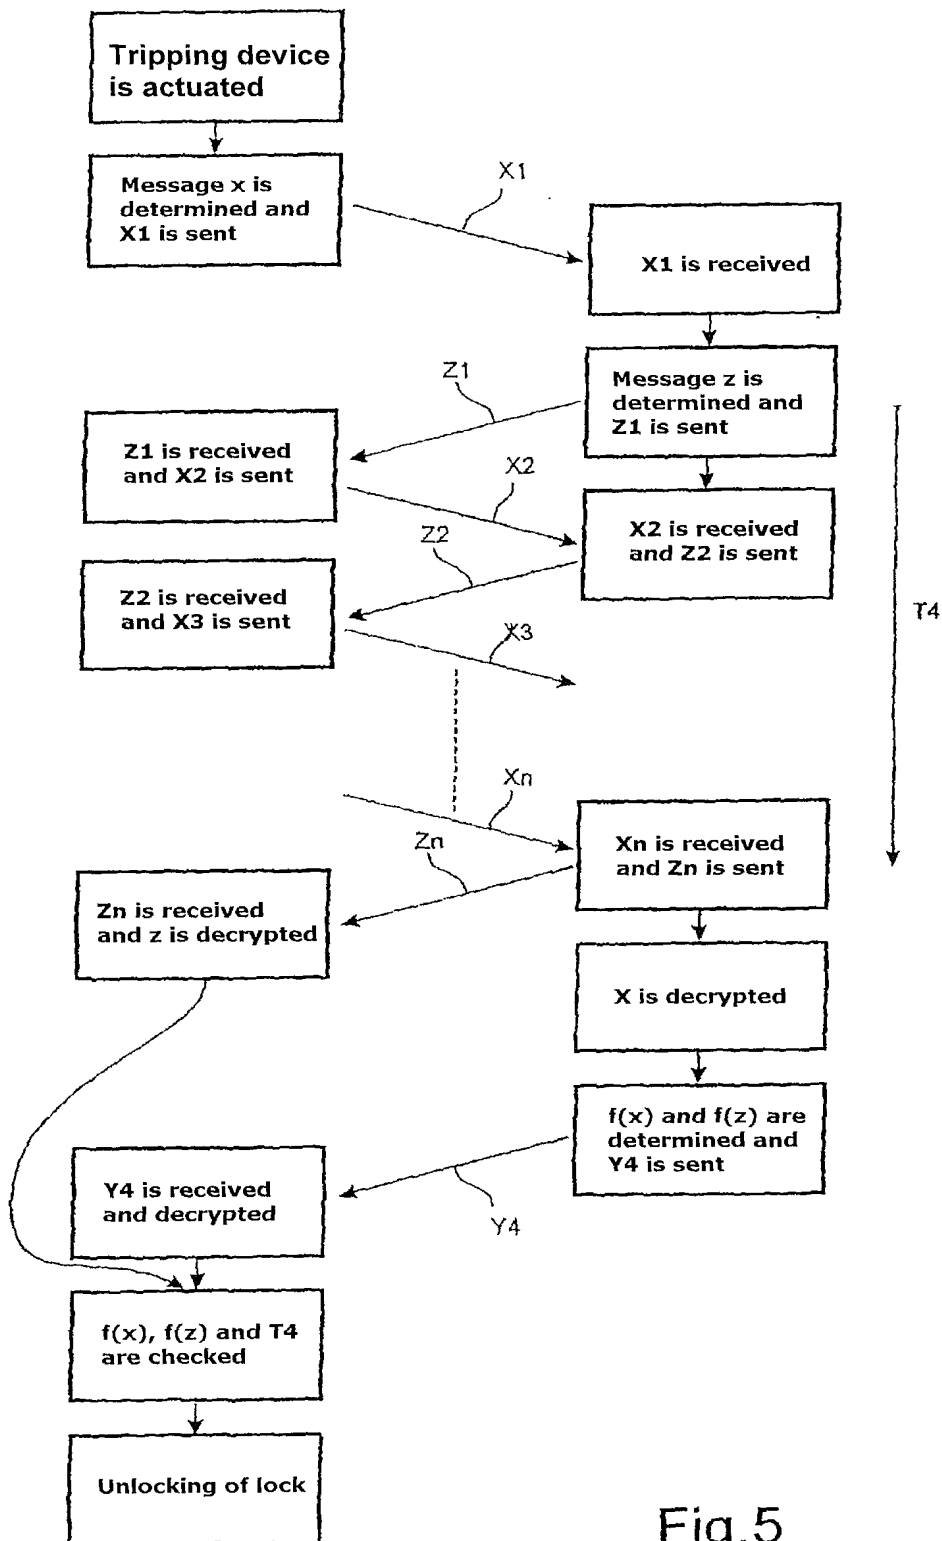 Tripping device
is actuated
Message x is
determined and
X1 is sent
X1
X1 is received
Message z is
determined and
Z1 is sent
Z1
Z1 is received
and X2 is sent
X2
X2 is received
and Z2 is sent
Z2
Z2 is received
and X3 is sent
X3
T4
Xn
Xn is received
and Zn is sent
Zn
Zn is received
and z is decrypted
X is decrypted
f(x) and f(z) are
determined and
Y4 is sent
Y4
Y4 is received
and decrypted
f(x), f(z) and T4
are checked
Unlocking of lock
Fig.5